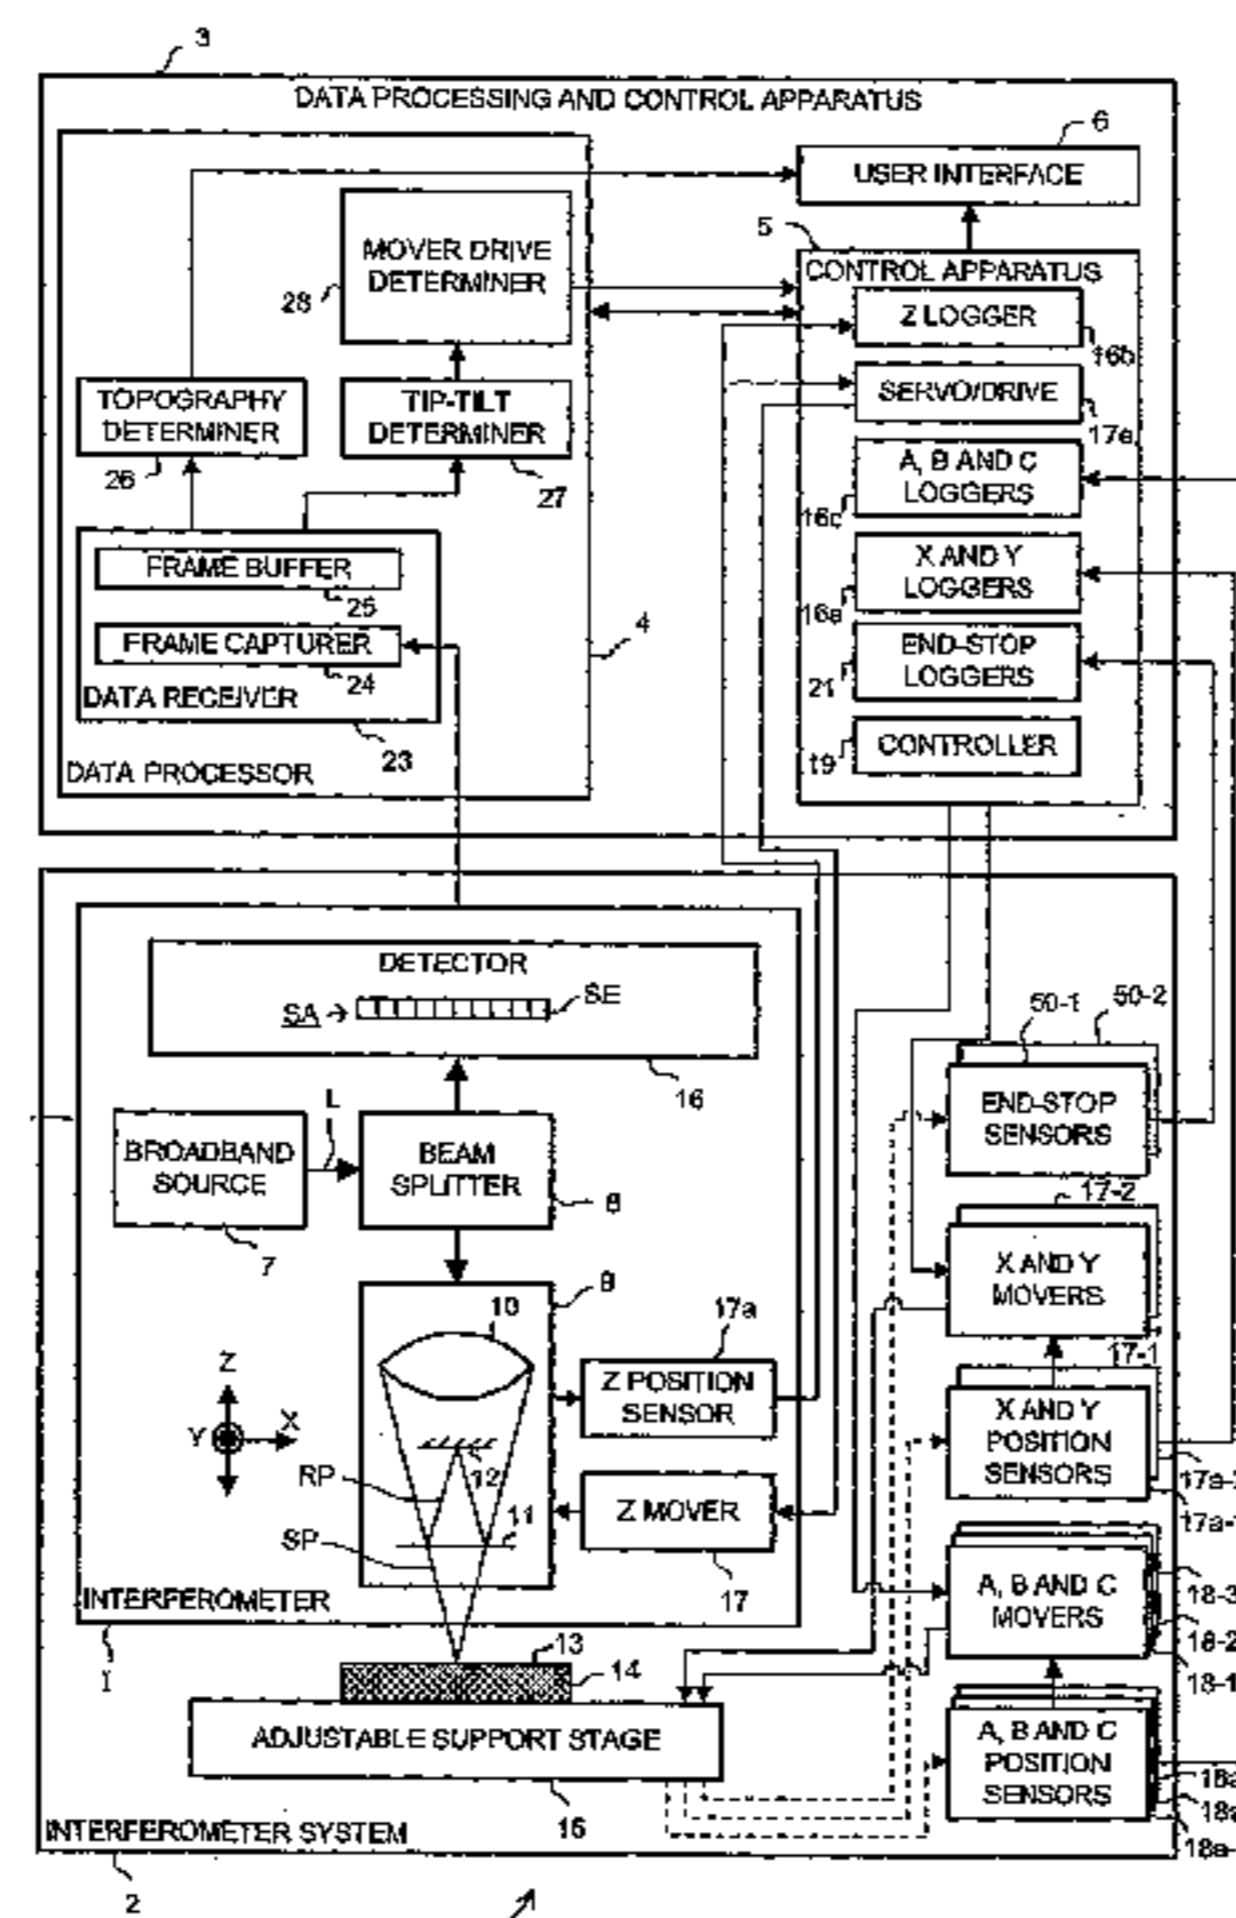 3
DATA PROCESSING AND CONTROL APPARATUS
6
USER INTERFACE
5
CONTROL APPARATUS
MOVER DRIVE
DETERMINER
28
Z LOGGER
16b
TOPOGRAPHY
DETERMINER
26
TIP-TILT
DETERMINER
27
SERVO/DRIVE
17e
A, B AND C
LOGGERS
16c
FRAME BUFFER
25
X AND Y
LOGGERS
16a
FRAME CAPTURER
24
4
END-STOP
LOGGERS
21
DATA RECEIVER
23
CONTROLLER
19
DATA PROCESSOR
DETECTOR
SA
SE
16
50-1
50-2
END-STOP
SENSORS
L
BROADBAND
SOURCE
7
BEAM
SPLITTER
8
17-2
X AND Y
MOVERS
17-1
9
10
17a
Z POSITION
SENSOR
Z
Y
X
12
RP
11
SP
X AND Y
POSITION
SENSORS
17a-
17a-
Z MOVER
17
A, B AND C
MOVERS
18-3
18-2
18-1
INTERFEROMETER
I
13
14
ADJUSTABLE SUPPORT STAGE
15
A, B AND C
POSITION
SENSORS
18a
18a
18a-
INTERFEROMETER SYSTEM
2